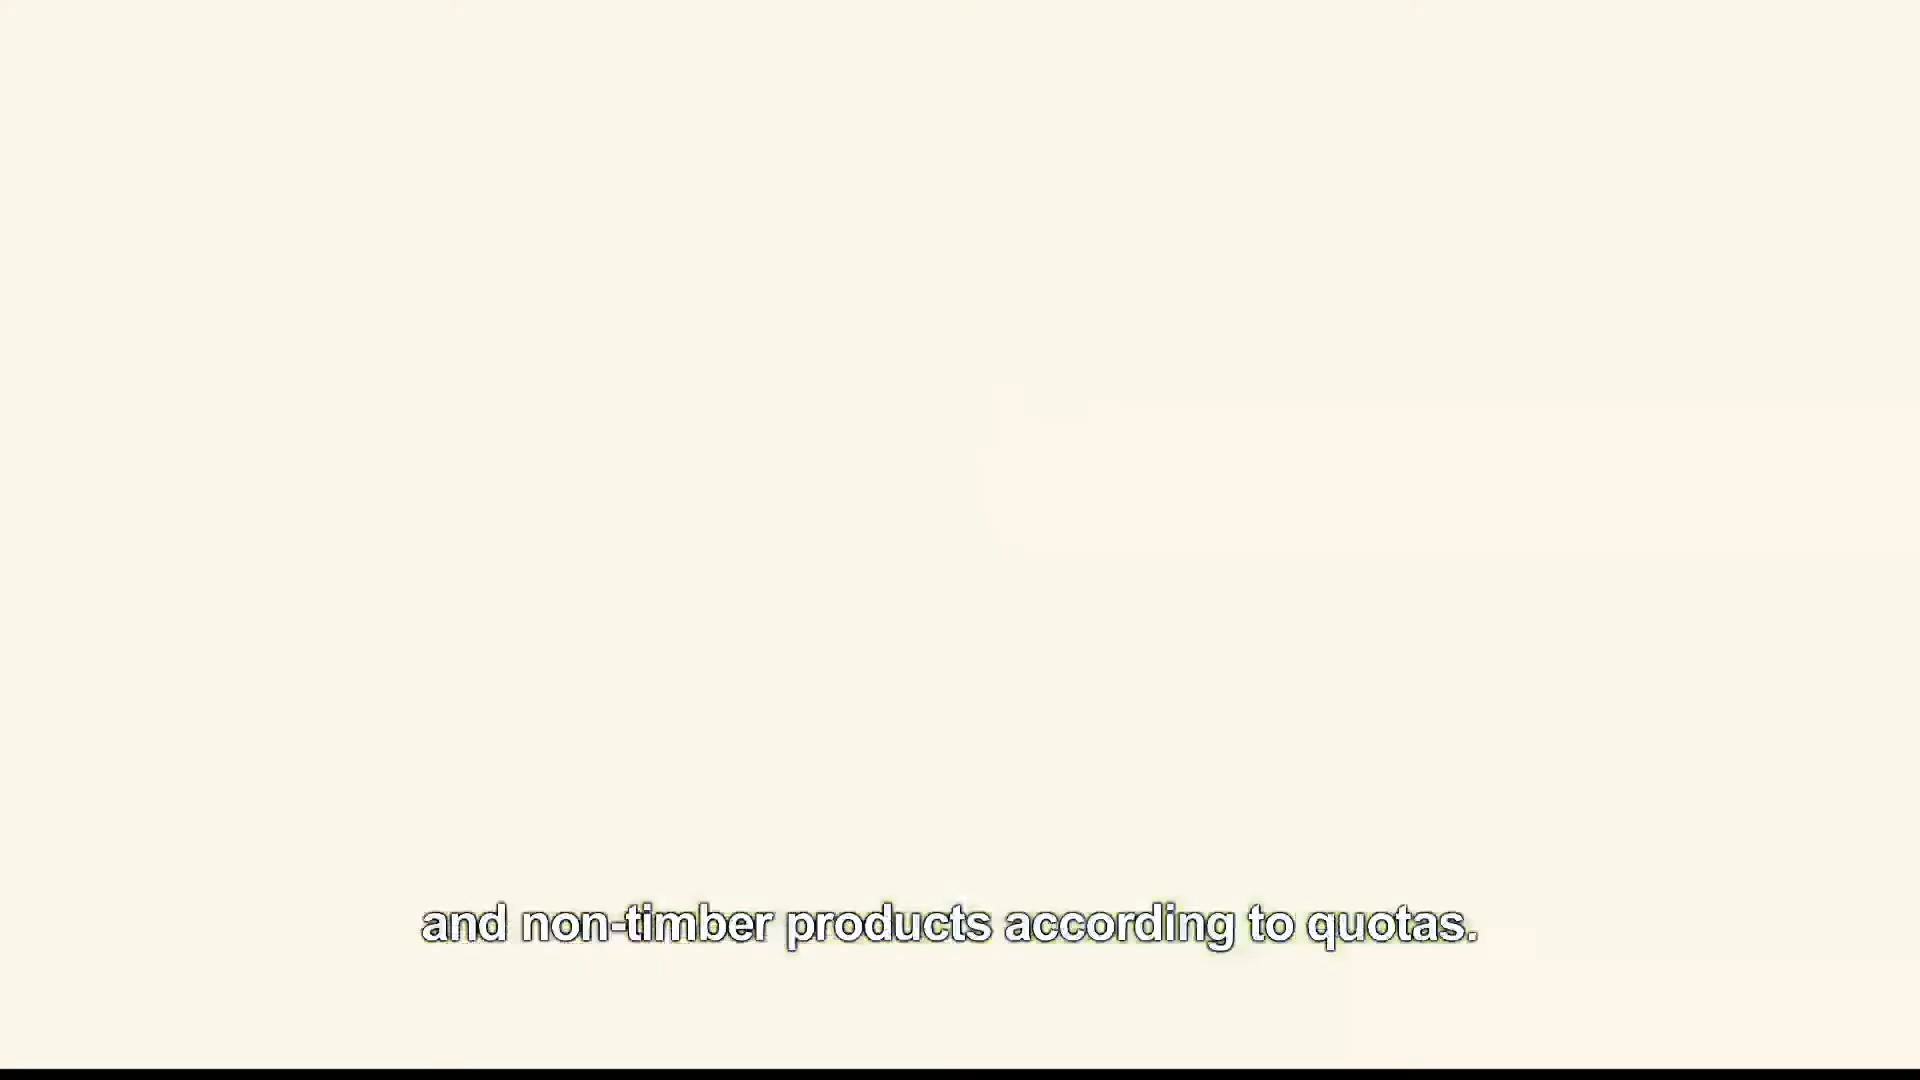 and non-timber products according to quotas.